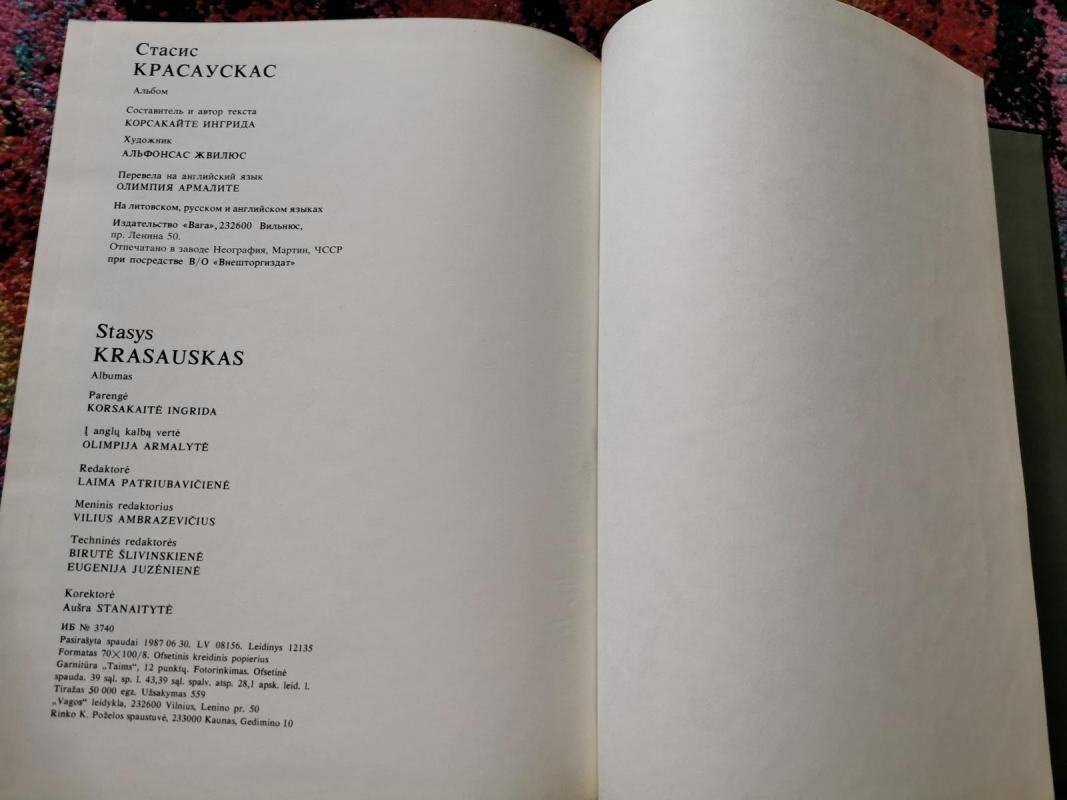 Стасис
КРАСАУСКАС
Альбом
Составитель и автор текста
КОРСАКАЙТЕ ИНГРИДА
Художник
АЛЬФОНСАС ЖВИЛЮС
Перевела на английский язык
ОЛИМПИЯ АРМАЛИТЕ
На литовском, русском и английском языках
Издательство «Вага», 232600 Вильнюс,
пр. Ленина 50.
Отпечатано в заводе Неография, Мартин, ЧССР
при посредстве В/О «Внешторгиздат»
Stasys
KRASAUSKAS
Albumas
Parengė
KORSAKAITĖ INGRIDA
Į anglų kalbą vertė
OLIMPIJA ARMALYTĖ
Redaktorė
LAIMA PATRIUBAVIČIENĖ
Meninis redaktorius
VILIUS AMBRAZEVIČIUS
Techninės redaktorės
BIRUTĖ ŠLIVINSKIENĖ
EUGENIJA JUZĖNIENĖ
Korektorė
Aušra STANAITYTĖ
ИБ № 3740
Pasirašyta spaudai 1987 06 30. LV 08156. Leidinys 12135
Formatas 70×100/8. Ofsetinis kreidinis popierius
Garnitūra „Taims“, 12 punktų. Fotorinkimas. Ofsetinė
spauda. 39 sąl. sp. l. 43,39 sąl. spalv. atsp. 28,1 apsk. leid. l.
Tiražas 50 000 egz. Užsakymas 559
„Vagos“ leidykla, 232600 Vilnius, Lenino pr. 50
Rinko K. Poželos spaustuvė, 233000 Kaunas, Gedimino 10